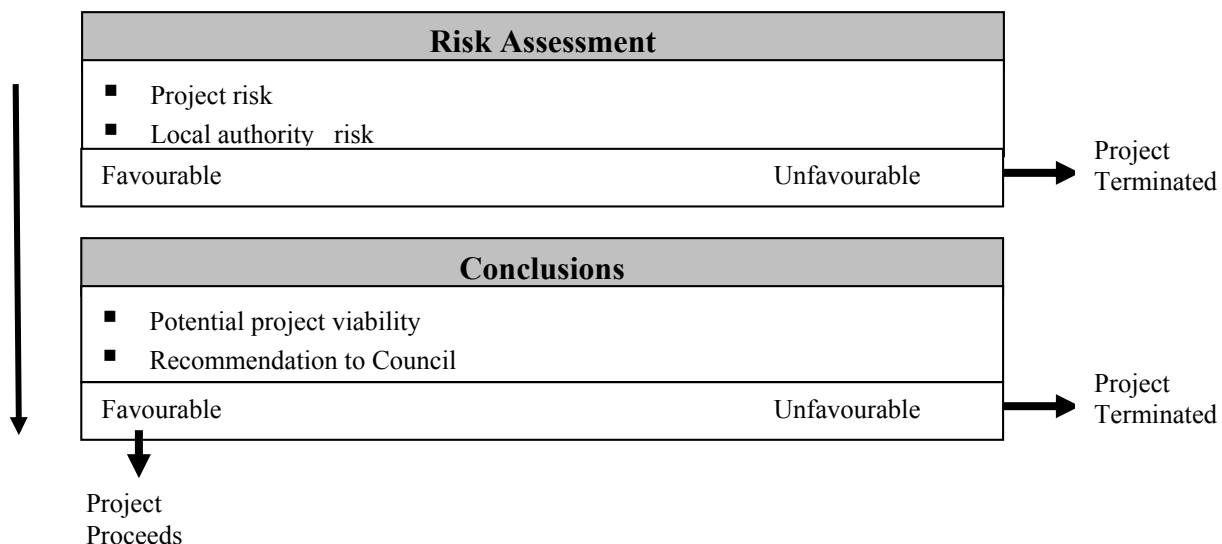 Risk Assessment
▪ Project risk
▪ Local authority risk
Favourable Unfavourable
Project
Terminated
Conclusions
▪ Potential project viability
▪ Recommendation to Council
Favourable Unfavourable
Project
Terminated
Project
Proceeds